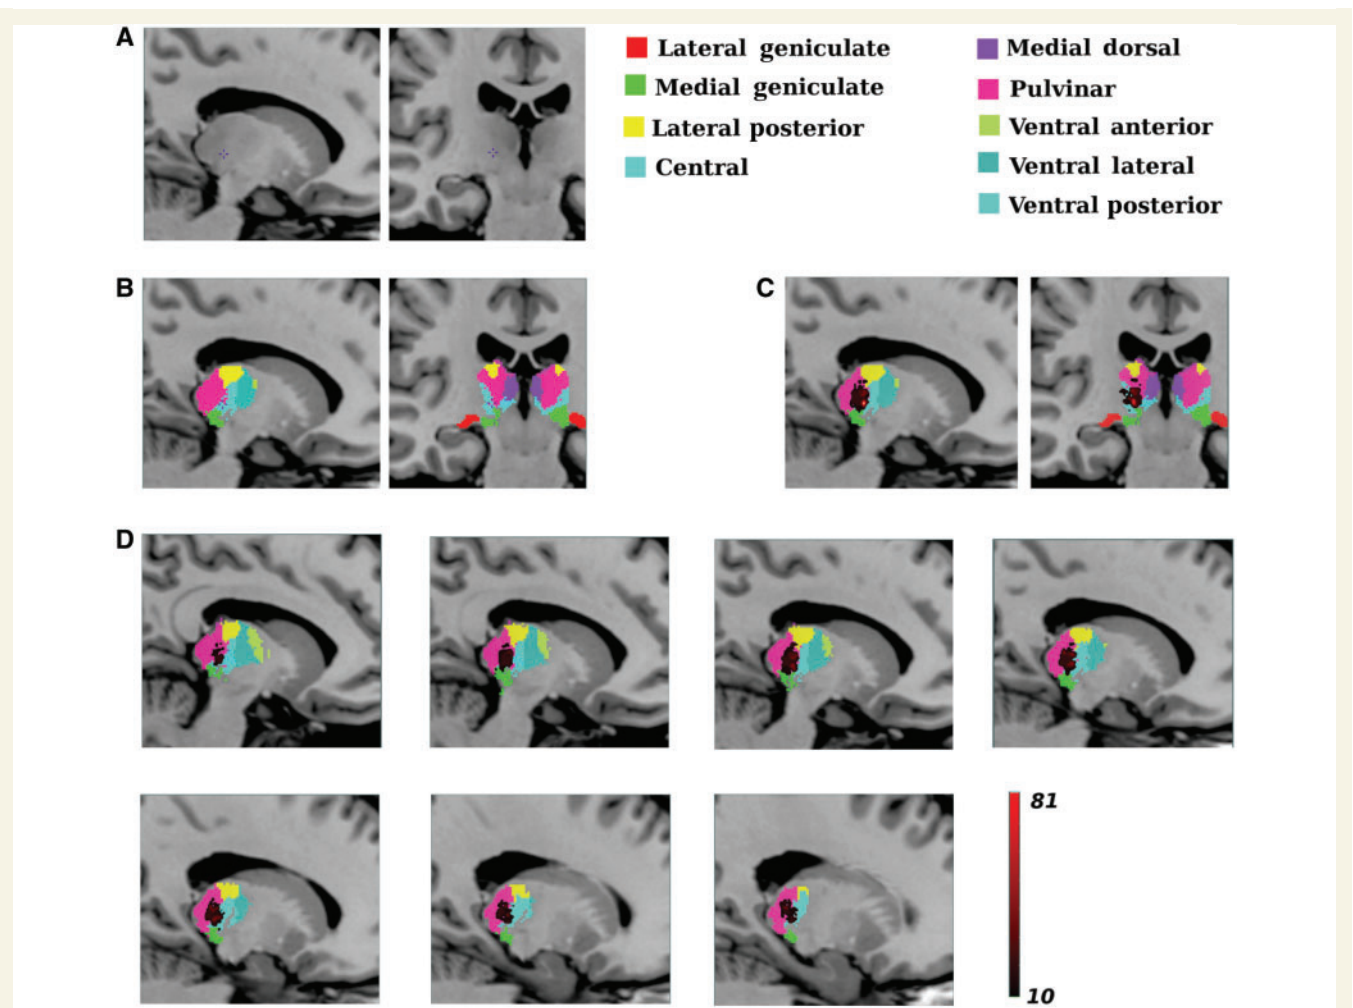 A
Lateral geniculate
Medial geniculate
Lateral posterior
Central
Medial dorsal
Pulvinar
Ventral anterior
Ventral lateral
Ventral posterior
B
C
D
81
10